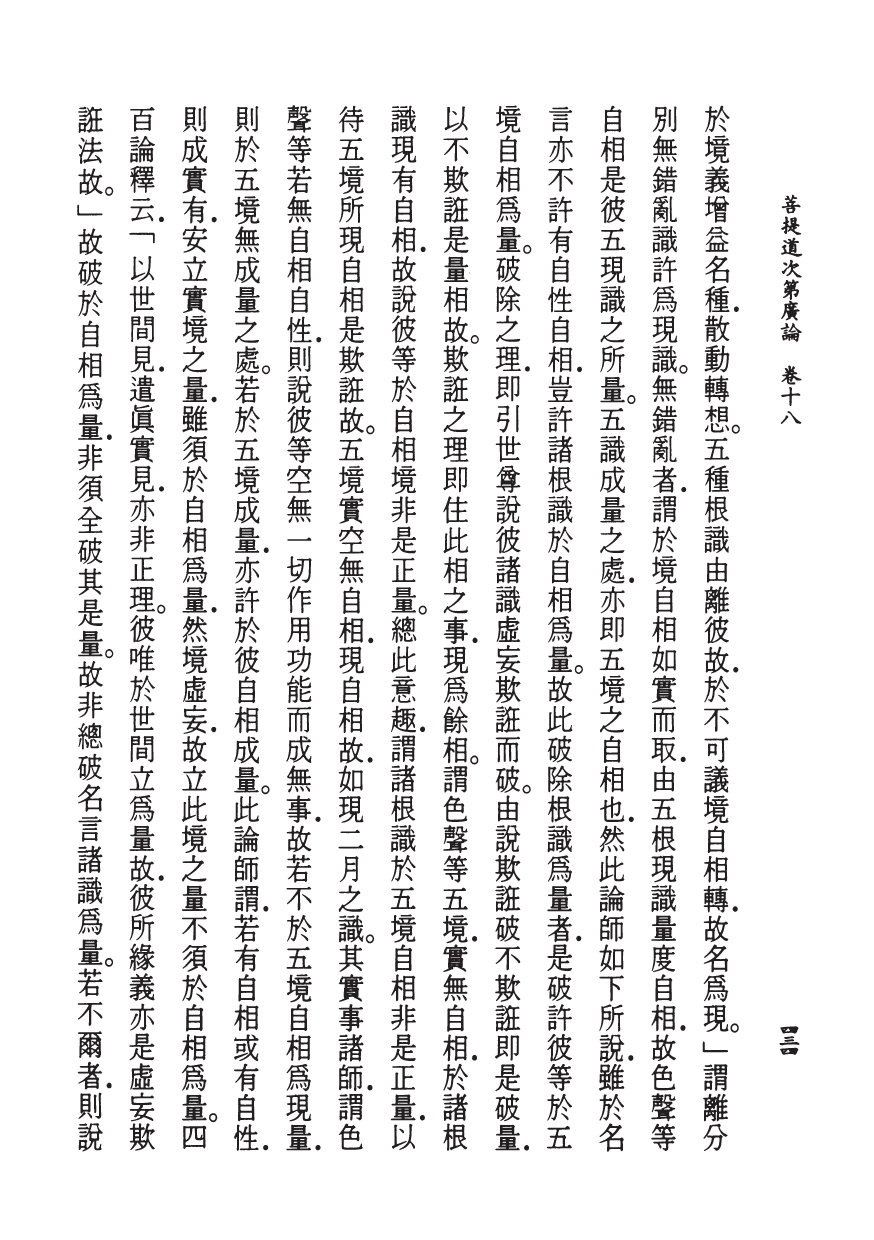 菩提道次第廣論　卷十八
四三四
於境義增益名種．散動轉想。五種根識由離彼故．於不可議境自相轉．故名爲現。」謂離分
別無錯亂識許爲現識。無錯亂者．謂於境自相如實而取．由五根現識量度自相．故色聲等
自相是彼五現識之所量。五識成量之處．亦即五境之自相也．然此論師如下所說．雖於名
言亦不許有自性自相．豈許諸根識於自相爲量。故此破除根識爲量者．是破許彼等於五
境自相爲量。破除之理．即引世尊說彼諸識虛妄欺誑而破。由說欺誑破不欺誑．即是破量．
以不欺誑是量相故。欺誑之理即住此相之事．現爲餘相。謂色聲等五境．實無自相．於諸根
識現有自相．故說彼等於自相境非是正量。總此意趣．謂諸根識於五境自相非是正量．以
待五境所現自相是欺誑故。五境實空無自相．現自相故．如現二月之識。其實事諸師．謂色
聲等若無自相自性．則說彼等空無一切作用功能而成無事．故若不於五境自相爲現量．
則於五境無成量之處。若於五境成量．亦許於彼自相成量。此論師謂．若有自相或有自性．
則成實有．安立實境之量．雖須於自相爲量．然境虛妄．故立此境之量不須於自相爲量。四
百論釋云．「以世間見．遣眞實見．亦非正理。彼唯於世間立爲量故．彼所緣義亦是虛妄欺
誑法故。」故破於自相爲量．非須全破其是量。故非總破名言諸識爲量。若不爾者．則說